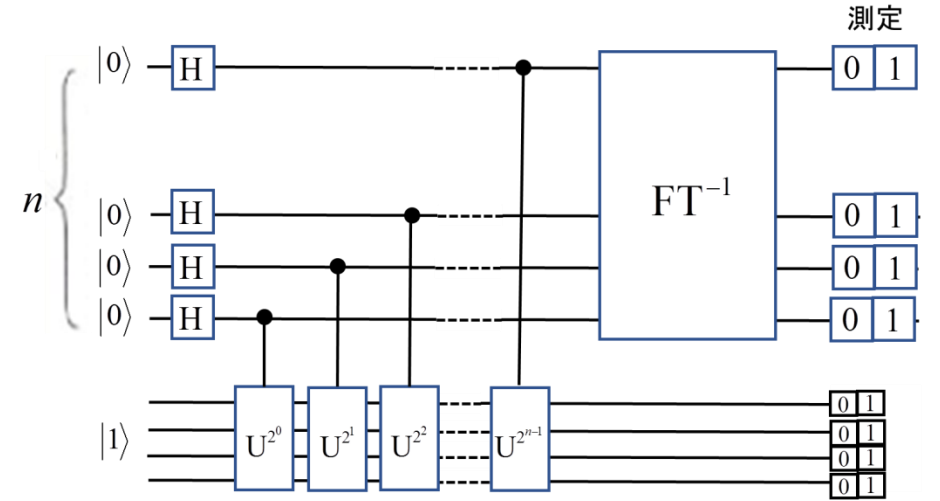 測定
|0⟩ H 0 1
n
|0⟩ H FT⁻¹ 0 1
|0⟩ H 0 1
|0⟩ H 0 1
0 1
|1⟩ U^{2^0} U^{2^1} U^{2^2} U^{2^{n-1}} 0 1
0 1
0 1